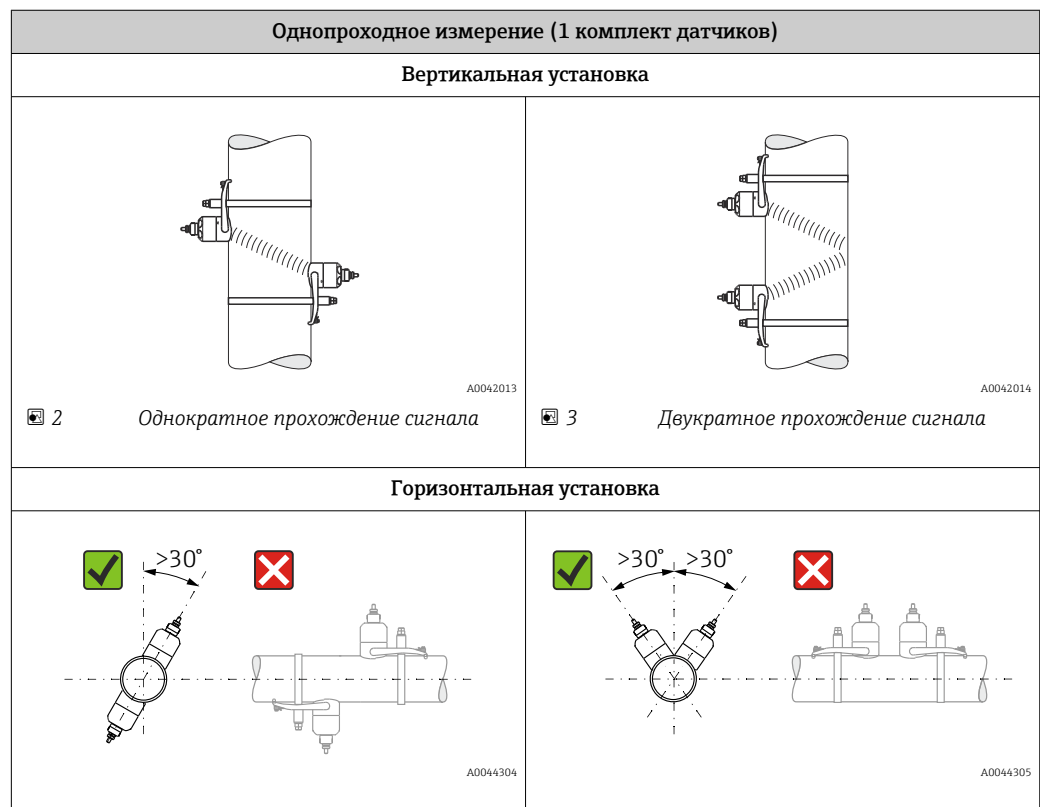 Однопроходное измерение (1 комплект датчиков)
Вертикальная установка
A0042013
2 Однократное прохождение сигнала
A0042014
3 Двукратное прохождение сигнала
Горизонтальная установка
>30°
A0044304
>30° >30°
A0044305